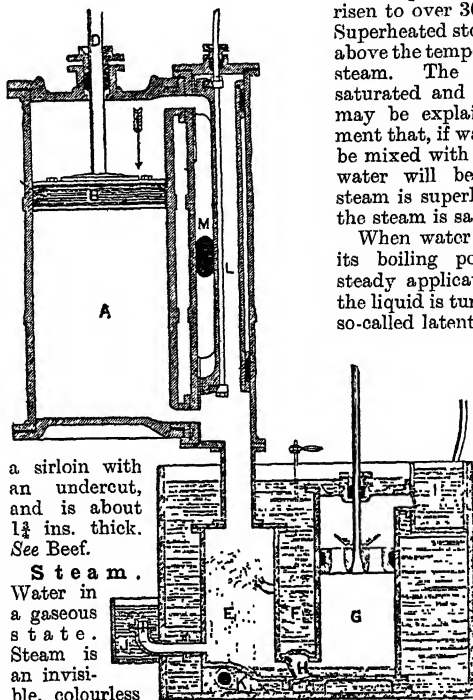 D
B
M
L
A
a sirloin with
an undercut,
and is about
1¾ ins. thick.
See Beef.
Steam.
Water in
a gaseous
state.
Steam is
an invisi-
ble, colourless
I
E
F
G
J
H
K
risen to over 30
Superheated ste
above the tempe
steam. The
saturated and
may be explai
ment that, if wa
be mixed with
water will be
steam is superh
the steam is sa
When water
its boiling po
steady applicat
the liquid is tur
so-called latent